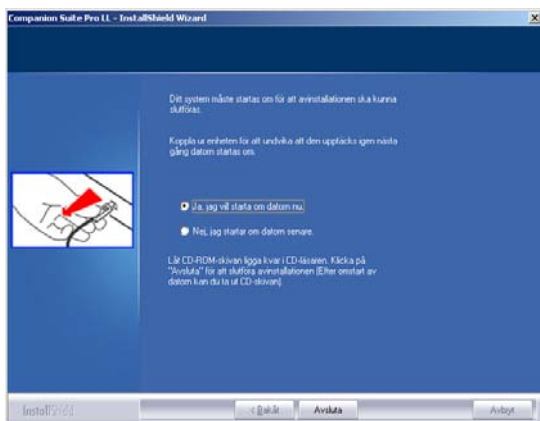 Companion Suite Pro LL - InstallShield Wizard
Ditt system måste startas om för att avinstallationen ska kunna
slutföras.
Koppla ur enheten för att undvika att den upptäcks igen nästa
gång datorn startas om.
Ja, jag vill starta om datorn nu.
Nej, jag startar om datorn senare.
Låt CD-ROM-skivan ligga kvar i CD-läsaren. Klicka på
"Avsluta" för att slutföra avinstallationen (Efter omstart av
datorn kan du ta ut CD-skivan).
InstallShield
< Bakåt
Avsluta
Avbryt